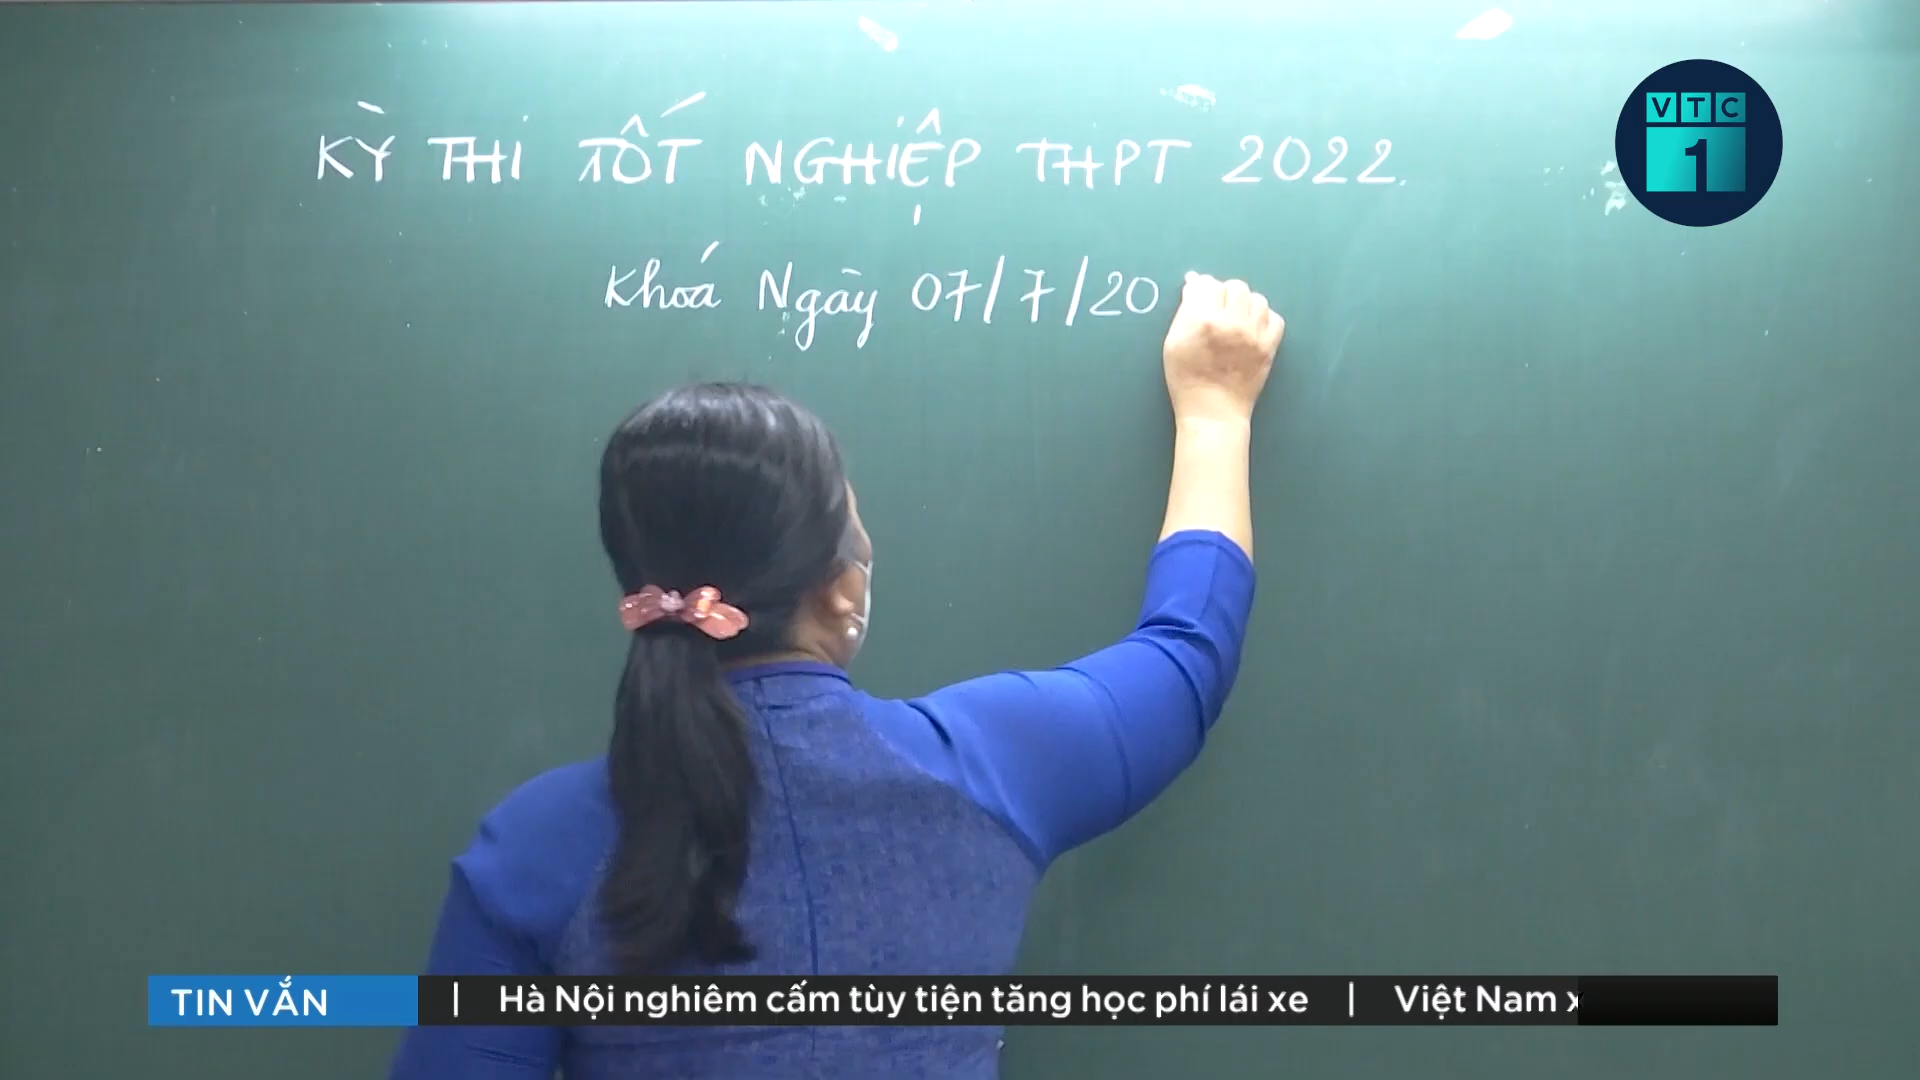 KỲ THI TỐT NGHIỆP THPT 2022
VTC
1
Khoá Ngày 07/7/20
TIN VẮN | Hà Nội nghiêm cấm tùy tiện tăng học phí lái xe | Việt Nam